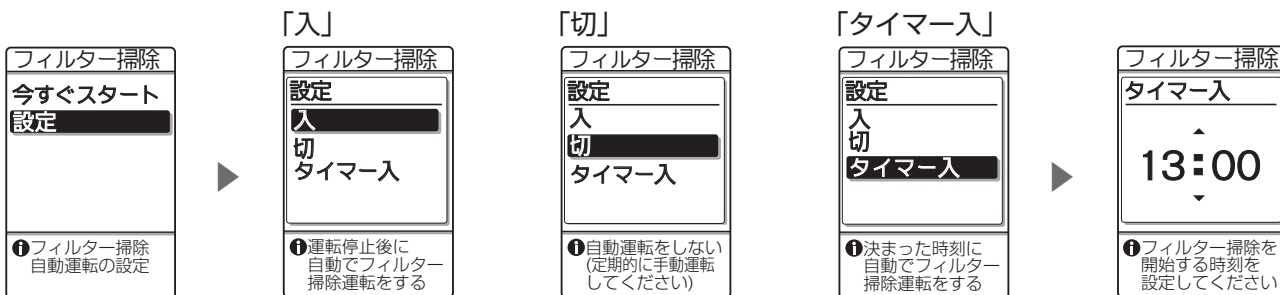 フィルター掃除
今すぐスタート
設定
❶フィルター掃除
自動運転の設定
「入」
フィルター掃除
設定
入
切
タイマー入
❶運転停止後に
自動でフィルター
掃除運転をする
「切」
フィルター掃除
設定
入
切
タイマー入
❶自動運転をしない
(定期的に手動運転
してください)
「タイマー入」
フィルター掃除
設定
入
切
タイマー入
❶決まった時刻に
自動でフィルター
掃除運転をする
フィルター掃除
タイマー入
13:00
❶フィルター掃除を
開始する時刻を
設定してください